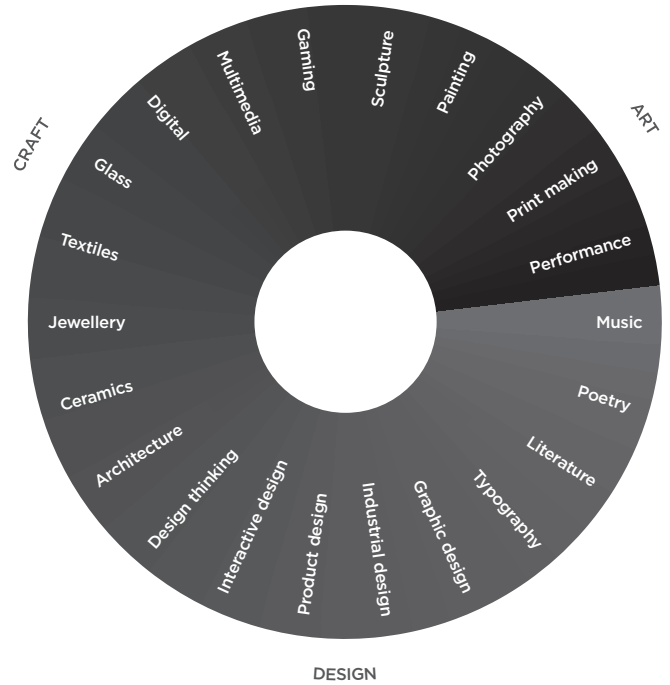 CRAFT
ART
DESIGN
Gaming
Sculpture
Painting
Photography
Print making
Performance
Music
Poetry
Literature
Typography
Graphic design
Industrial design
Product design
Interactive design
Design thinking
Architecture
Ceramics
Jewellery
Textiles
Glass
Digital
Multimedia